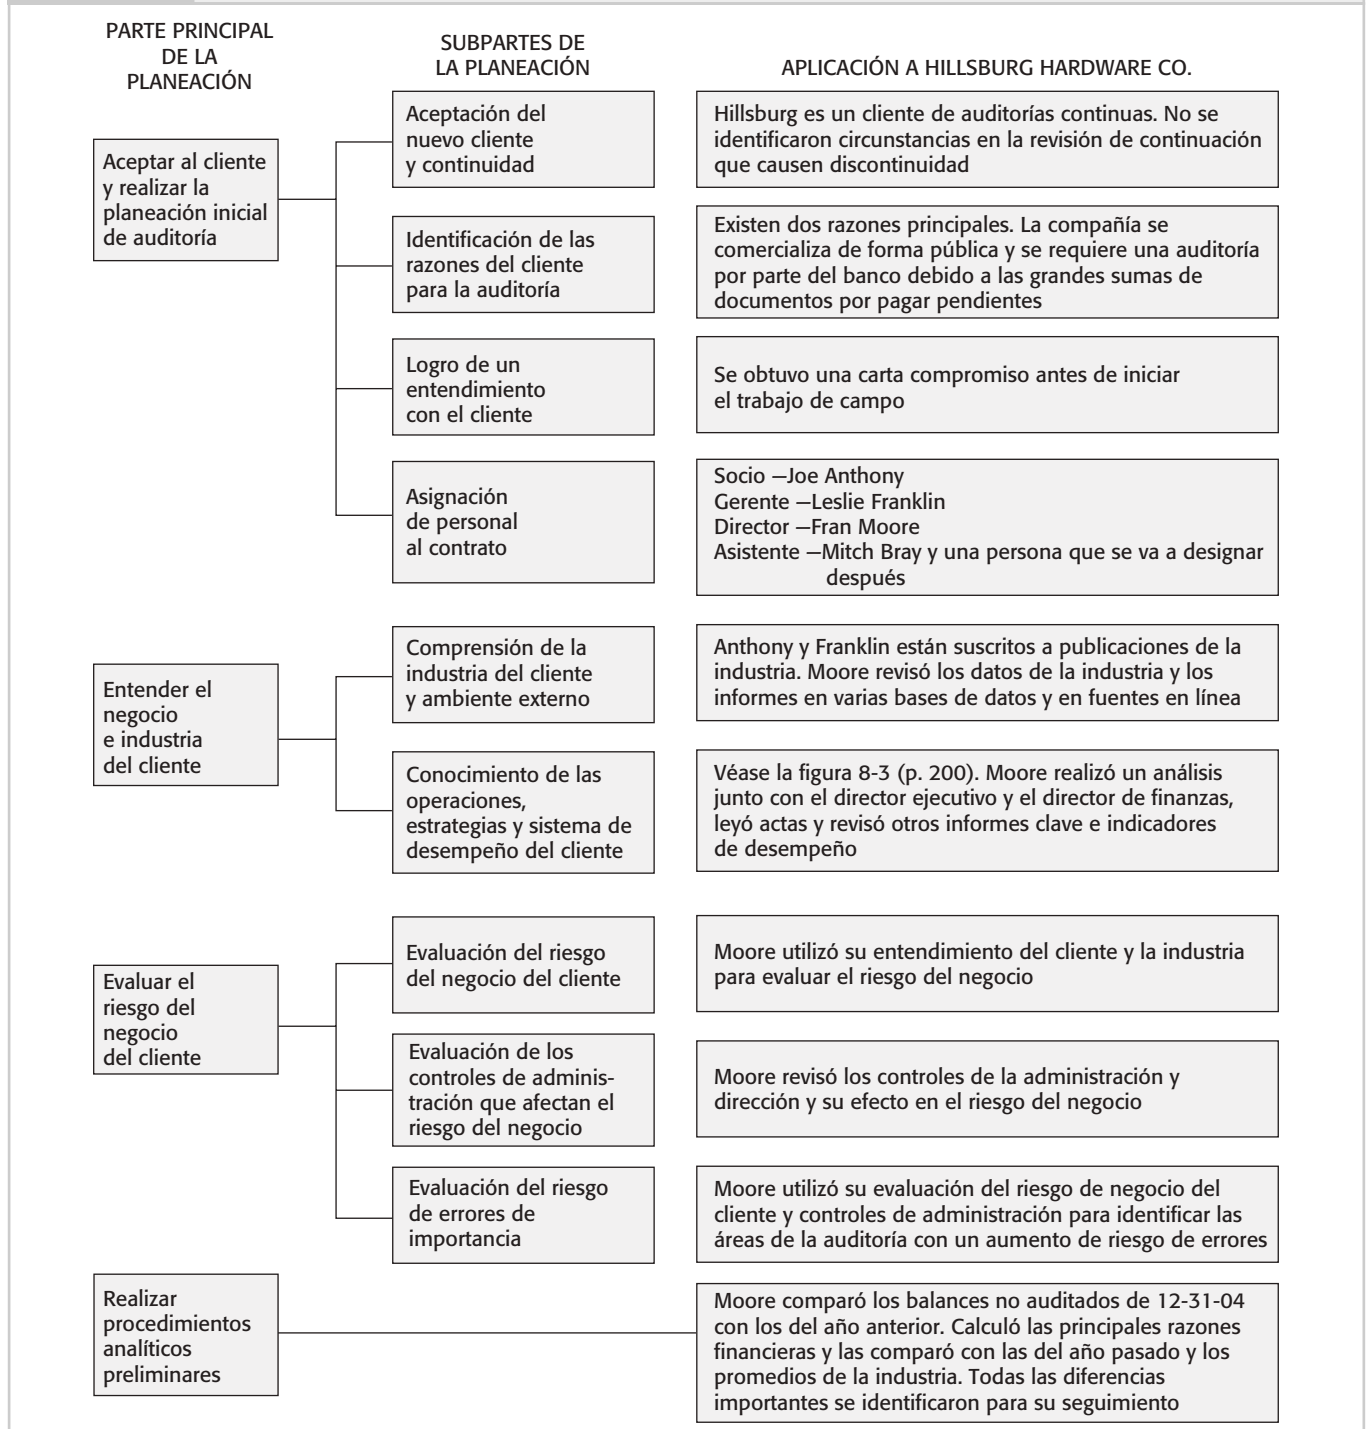 PARTE PRINCIPAL
DE LA
PLANEACIÓN
SUBPARTES DE
LA PLANEACIÓN
APLICACIÓN A HILLSBURG HARDWARE CO.
Aceptar al cliente
y realizar la
planeación inicial
de auditoría
Aceptación del
nuevo cliente
y continuidad
Hillsburg es un cliente de auditorías continuas. No se
identificaron circunstancias en la revisión de continuación
que causen discontinuidad
Identificación de las
razones del cliente
para la auditoría
Existen dos razones principales. La compañía se
comercializa de forma pública y se requiere una auditoría
por parte del banco debido a las grandes sumas de
documentos por pagar pendientes
Logro de un
entendimiento
con el cliente
Se obtuvo una carta compromiso antes de iniciar
el trabajo de campo
Asignación
de personal
al contrato
Socio —Joe Anthony
Gerente —Leslie Franklin
Director —Fran Moore
Asistente —Mitch Bray y una persona que se va a designar
después
Entender el
negocio
e industria
del cliente
Comprensión de la
industria del cliente
y ambiente externo
Anthony y Franklin están suscritos a publicaciones de la
industria. Moore revisó los datos de la industria y los
informes en varias bases de datos y en fuentes en línea
Conocimiento de las
operaciones,
estrategias y sistema de
desempeño del cliente
Véase la figura 8-3 (p. 200). Moore realizó un análisis
junto con el director ejecutivo y el director de finanzas,
leyó actas y revisó otros informes clave e indicadores
de desempeño
Evaluar el
riesgo del
negocio
del cliente
Evaluación del riesgo
del negocio del cliente
Moore utilizó su entendimiento del cliente y la industria
para evaluar el riesgo del negocio
Evaluación de los
controles de adminis-
tración que afectan el
riesgo del negocio
Moore revisó los controles de la administración y
dirección y su efecto en el riesgo del negocio
Evaluación del riesgo
de errores de
importancia
Moore utilizó su evaluación del riesgo de negocio del
cliente y controles de administración para identificar las
áreas de la auditoría con un aumento de riesgo de errores
Realizar
procedimientos
analíticos
preliminares
Moore comparó los balances no auditados de 12-31-04
con los del año anterior. Calculó las principales razones
financieras y las comparó con las del año pasado y los
promedios de la industria. Todas las diferencias
importantes se identificaron para su seguimiento